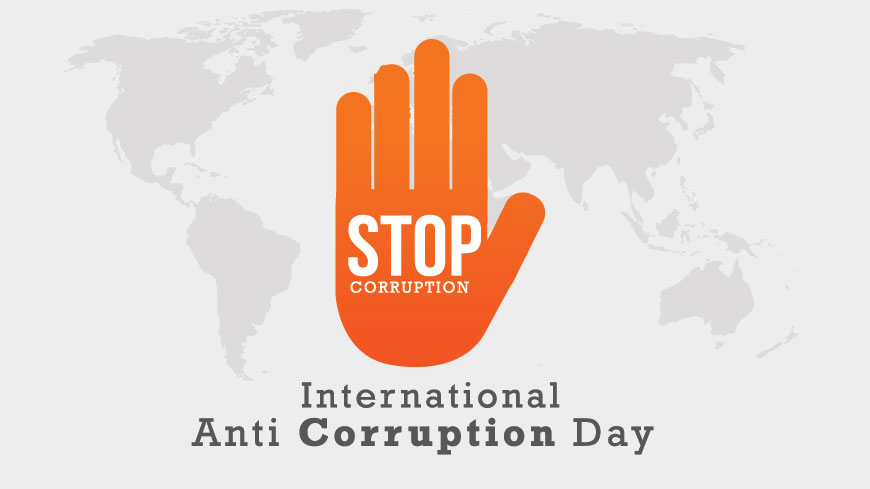 STOP
CORRUPTION
International
Anti Corruption Day